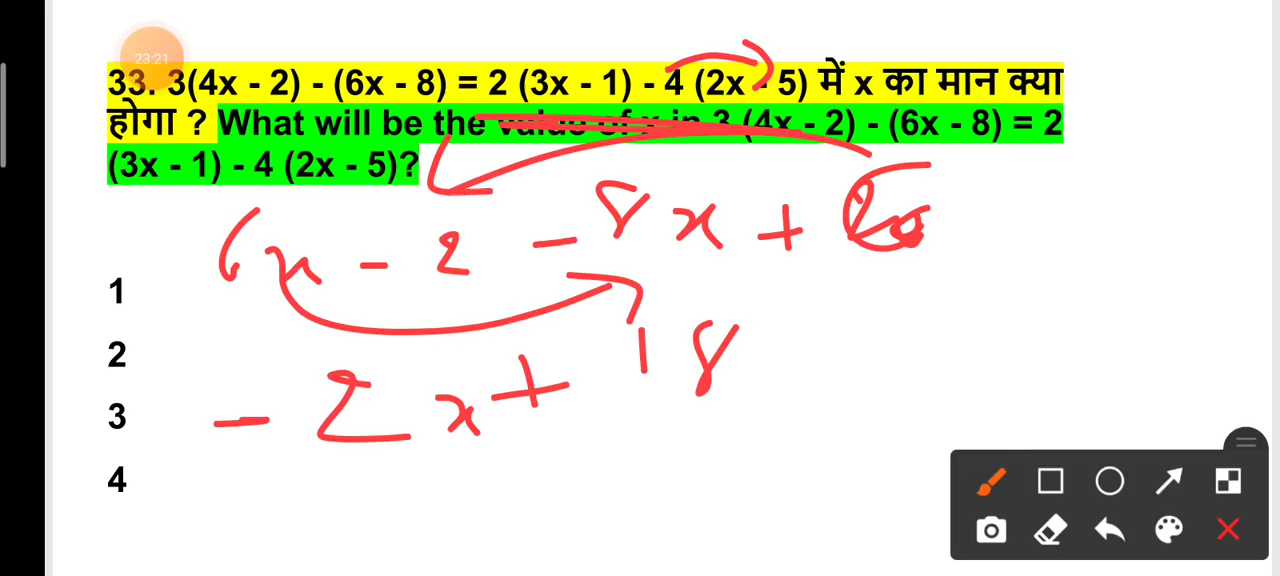 23:21
33. 3(4x - 2) - (6x - 8) = 2 (3x - 1) - 4 (2x - 5) में x का मान क्या
होगा ? What will be the value of x in 3 (4x - 2) - (6x - 8) = 2
(3x - 1) - 4 (2x - 5)?
6x - 2 - 8x + 20
1
- 2x + 18
2
3
4